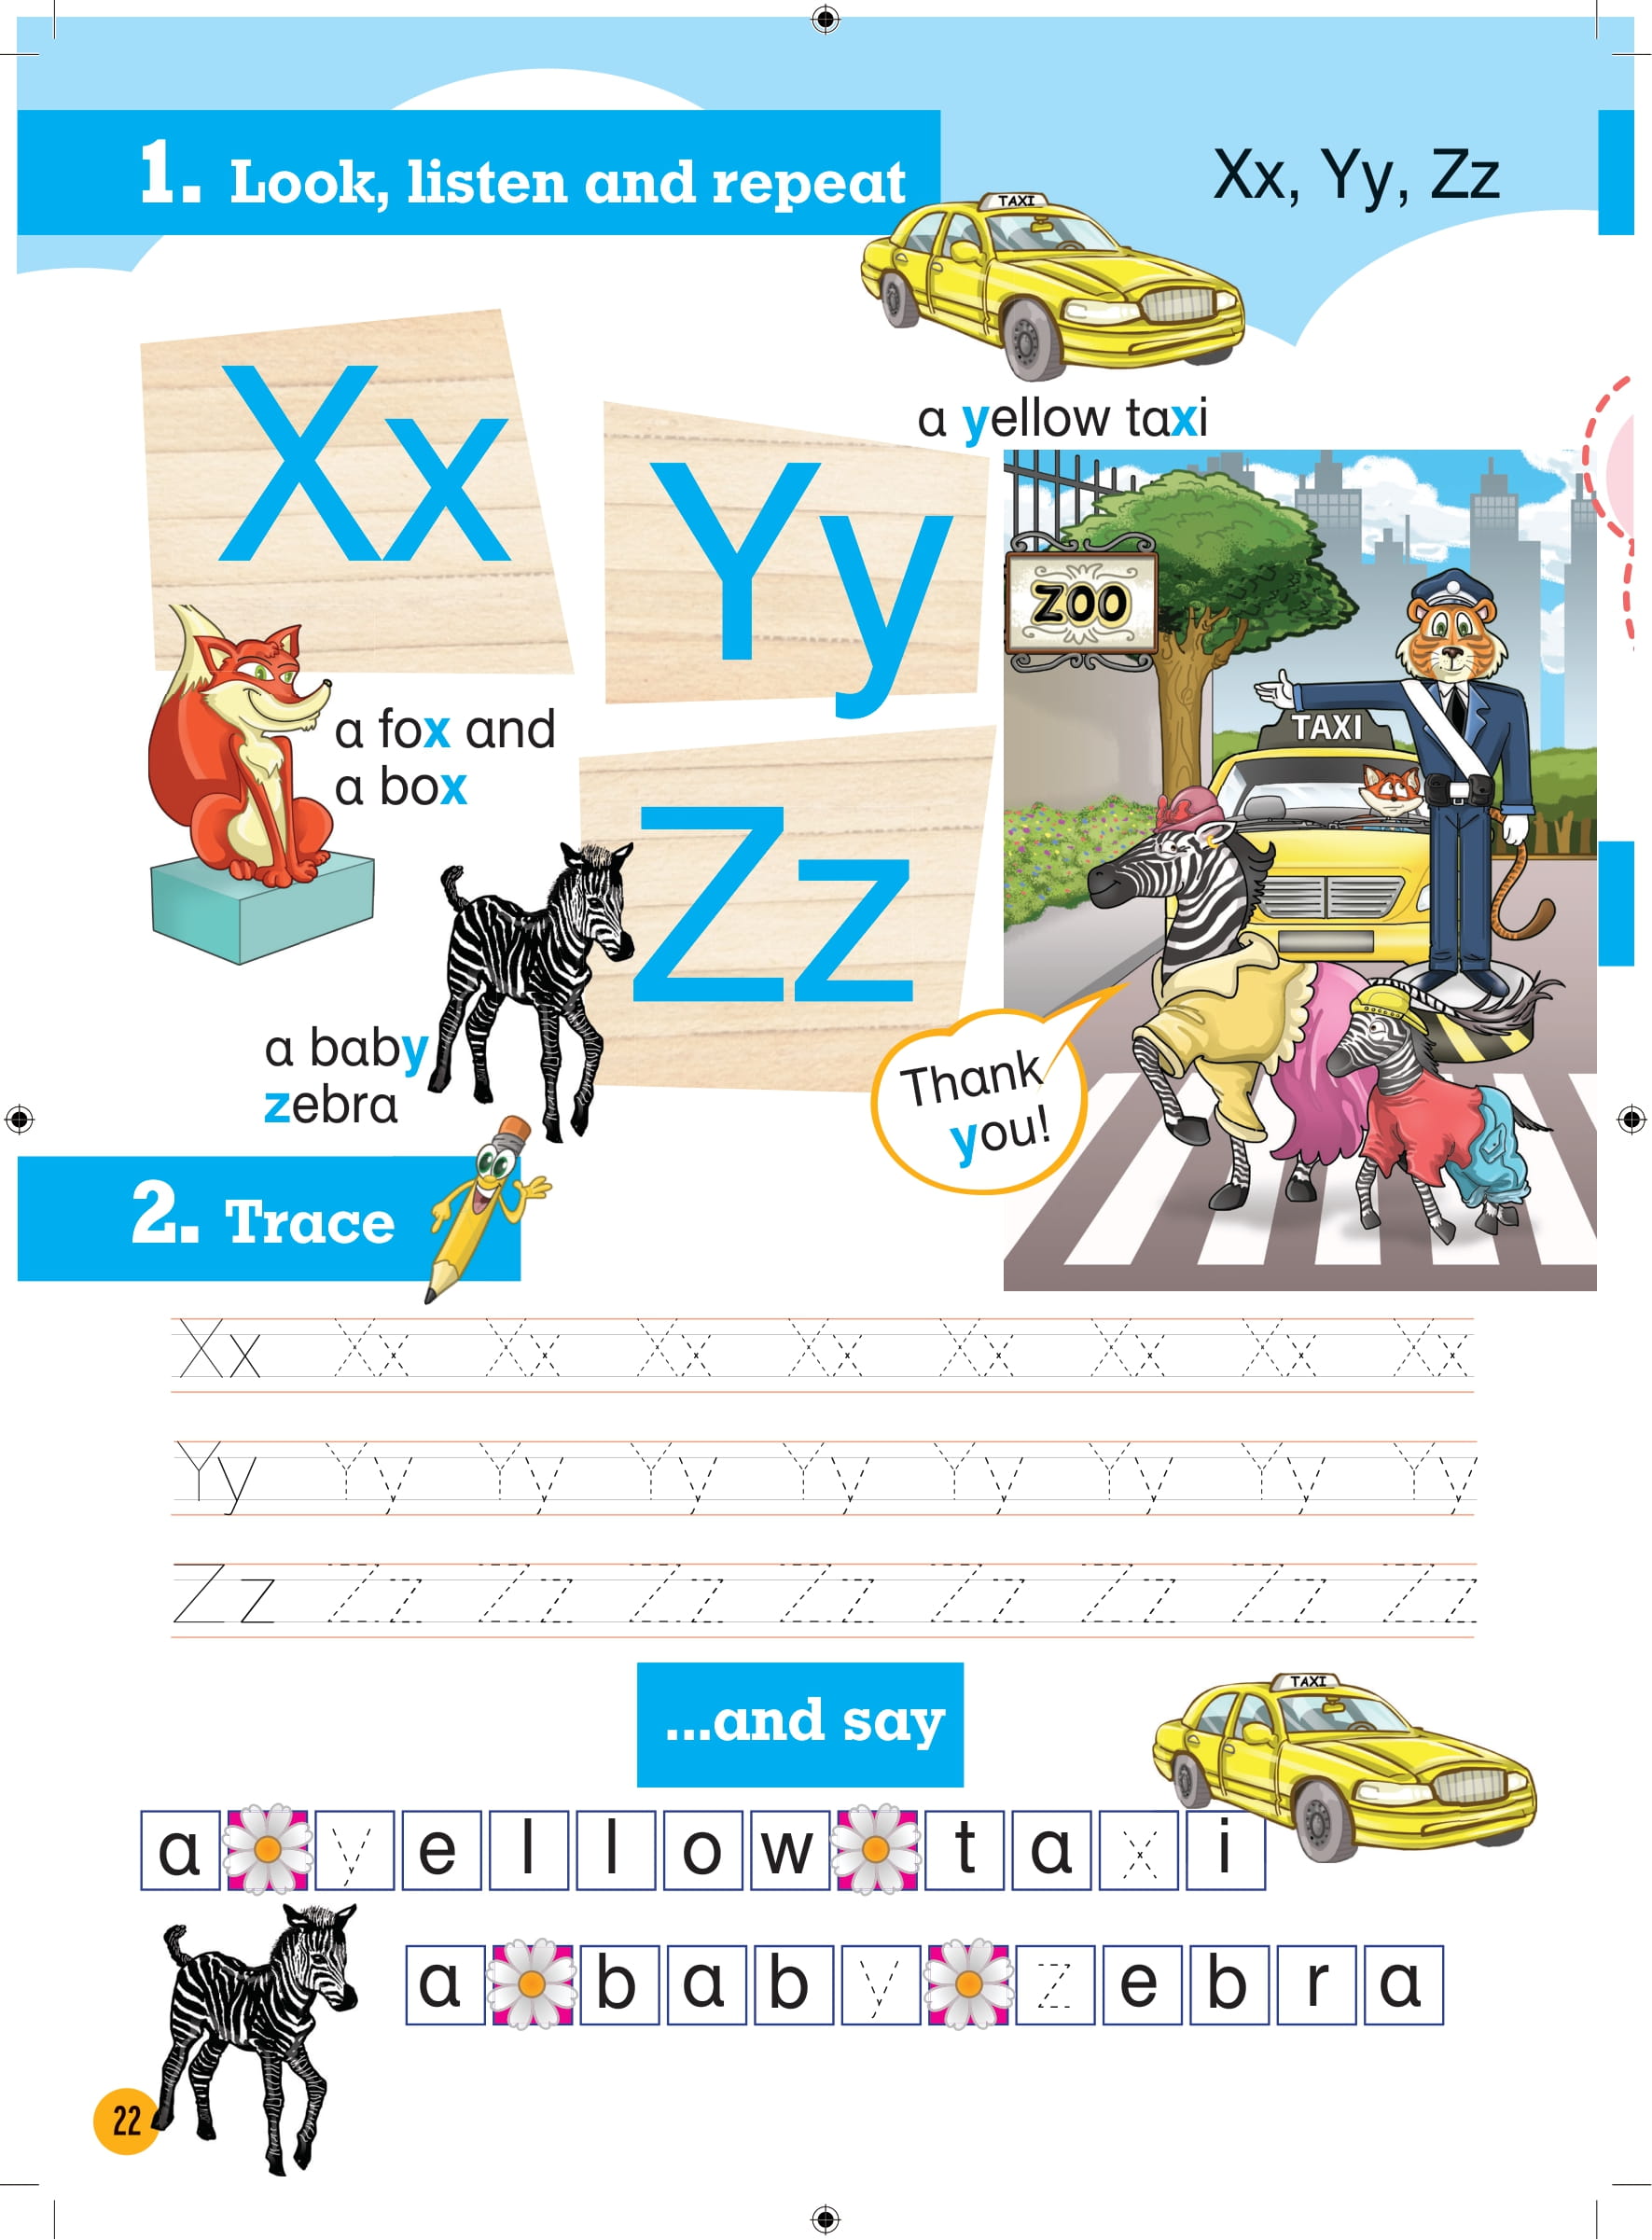 1. Look, listen and repeat
Xx, Yy, Zz
TAXI
a yellow taxi
Xx
Yy
ZOO
TAXI
a fox and
a box
Zz
a baby
zebra
Thank
you!
2. Trace
Xx Xx Xx Xx Xx Xx Xx Xx Xx
Yy Yy Yy Yy Yy Yy Yy Yy Yy
Zz Zz Zz Zz Zz Zz Zz Zz Zz
...and say
TAXI
a y e l l o w t a x i
a b a b y z e b r a
22